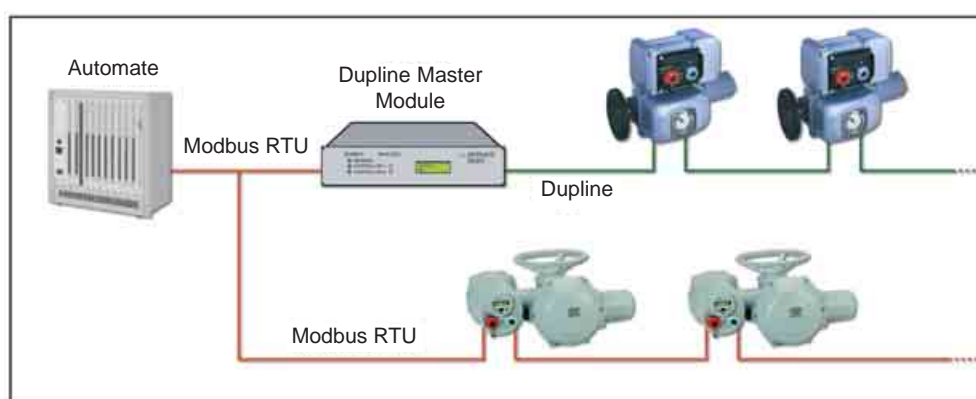 Automate
Dupline Master
Module
Modbus RTU
Dupline
Modbus RTU